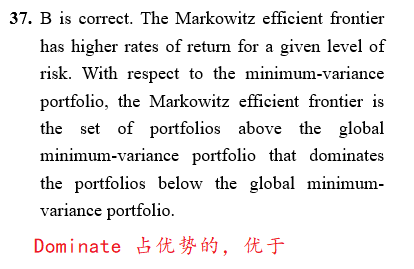 37. B is correct. The Markowitz efficient frontier
has higher rates of return for a given level of
risk. With respect to the minimum-variance
portfolio, the Markowitz efficient frontier is
the set of portfolios above the global
minimum-variance portfolio that dominates
the portfolios below the global minimum-
variance portfolio.
Dominate 占优势的, 优于